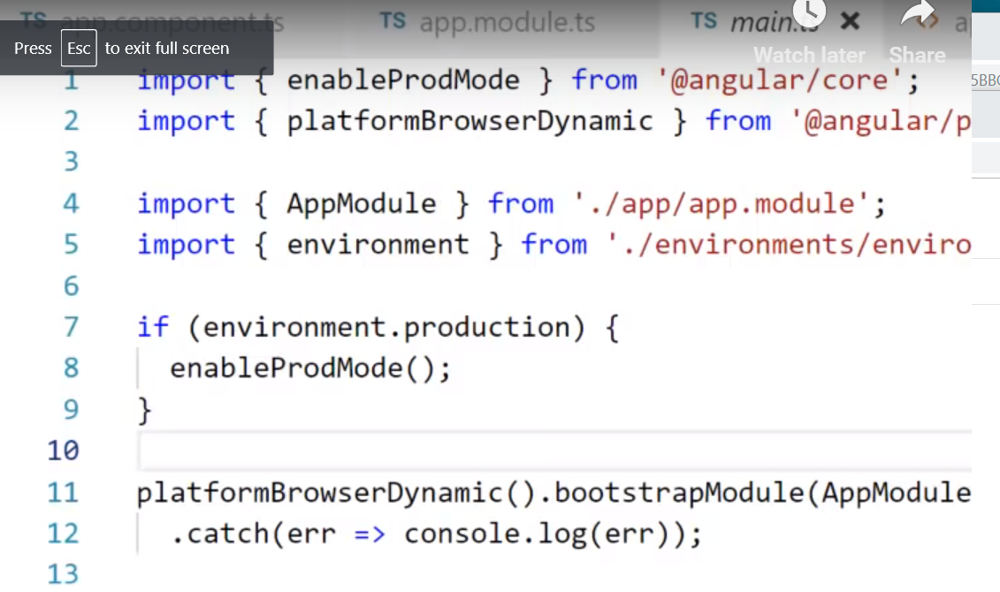 TS app.component.ts TS app.module.ts TS main.ts
Watch later Share
Press Esc to exit full screen
1 import { enableProdMode } from '@angular/core';
2 import { platformBrowserDynamic } from '@angular/p
3
4 import { AppModule } from './app/app.module';
5 import { environment } from './environments/enviro
6
7 if (environment.production) {
8 enableProdMode();
9 }
10
11 platformBrowserDynamic().bootstrapModule(AppModule
12 .catch(err => console.log(err));
13